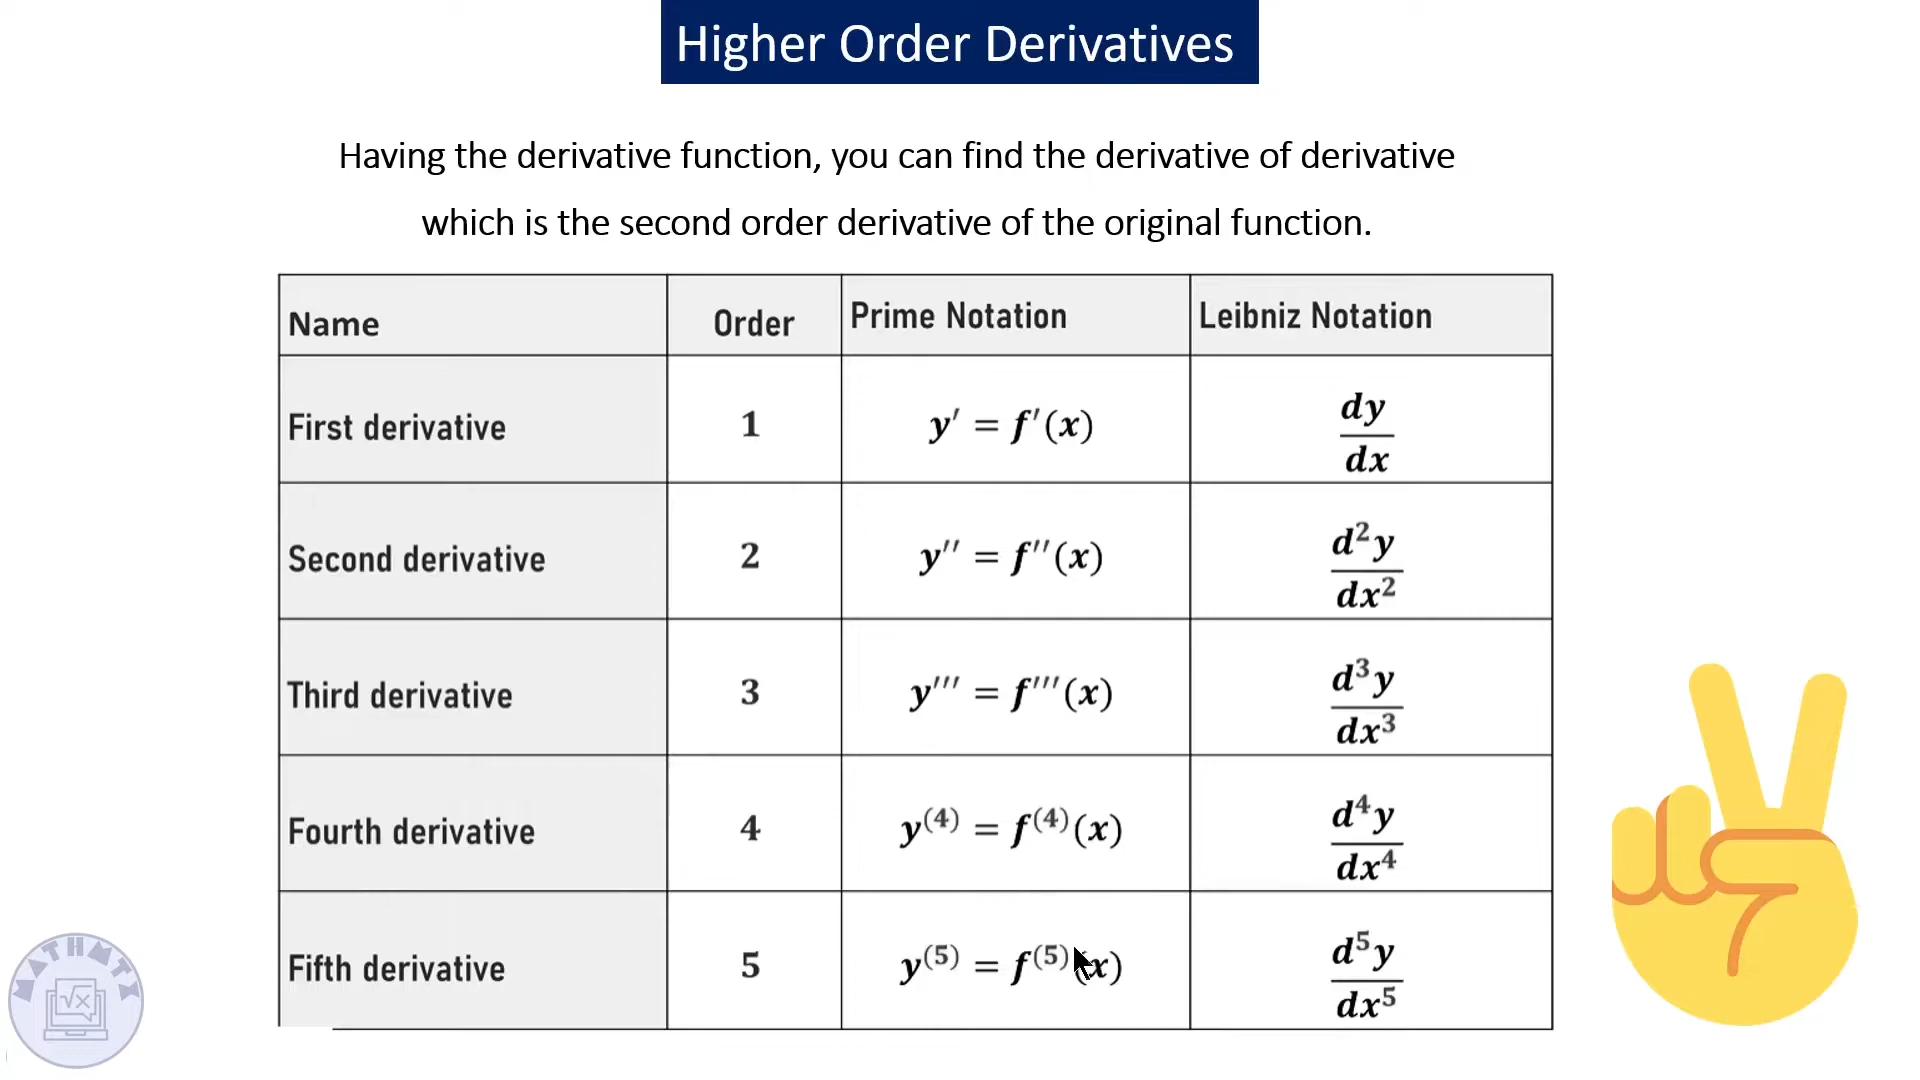 Higher Order Derivatives
Having the derivative function, you can find the derivative of derivative
which is the second order derivative of the original function.
Name Order Prime Notation Leibniz Notation
First derivative 1 y′ = f′(x) dy/dx
Second derivative 2 y′′ = f′′(x) d²y/dx²
Third derivative 3 y′′′ = f′′′(x) d³y/dx³
Fourth derivative 4 y⁽⁴⁾ = f⁽⁴⁾(x) d⁴y/dx⁴
Fifth derivative 5 y⁽⁵⁾ = f⁽⁵⁾(x) d⁵y/dx⁵
MATHMTX
√x